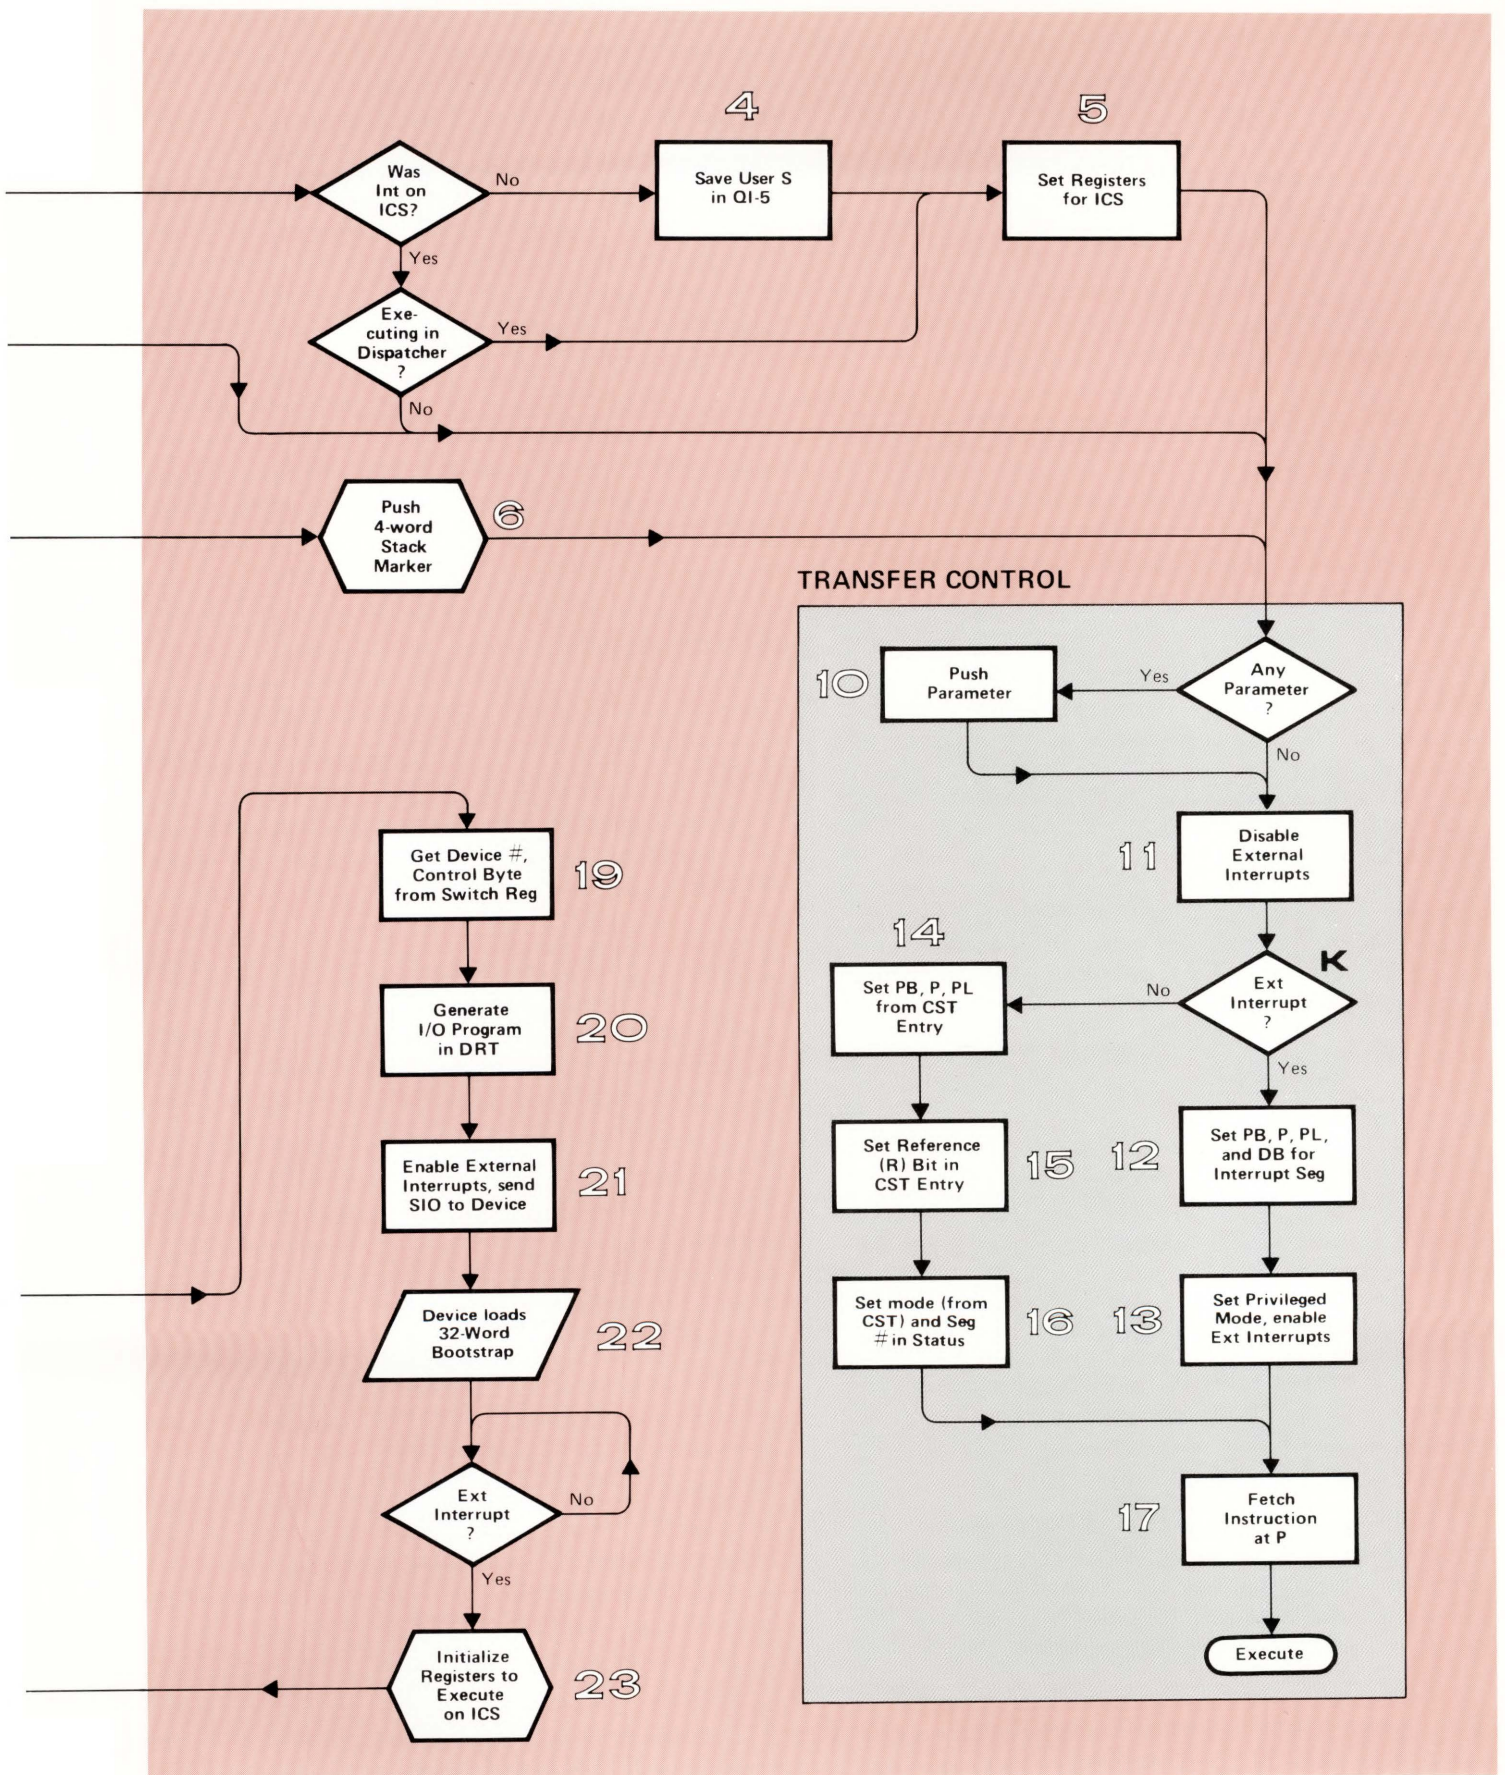 4
5
Was
Int on
ICS?
No
Save User S
in QI-5
Set Registers
for ICS
Yes
Exe-
cuting in
Dispatcher
?
Yes
No
Push
4-word
Stack
Marker
6
TRANSFER CONTROL
10
Push
Parameter
Yes
Any
Parameter
?
No
Get Device #,
Control Byte
from Switch Reg
19
11
Disable
External
Interrupts
14
K
Generate
I/O Program
in DRT
20
Set PB, P, PL
from CST
Entry
No
Ext
Interrupt
?
Yes
Enable External
Interrupts, send
SIO to Device
21
Set Reference
(R) Bit in
CST Entry
15
12
Set PB, P, PL,
and DB for
Interrupt Seg
Device loads
32-Word
Bootstrap
22
Set mode (from
CST) and Seg
# in Status
16
13
Set Privileged
Mode, enable
Ext Interrupts
Ext
Interrupt
?
No
Yes
17
Fetch
Instruction
at P
Execute
Initialize
Registers to
Execute
on ICS
23